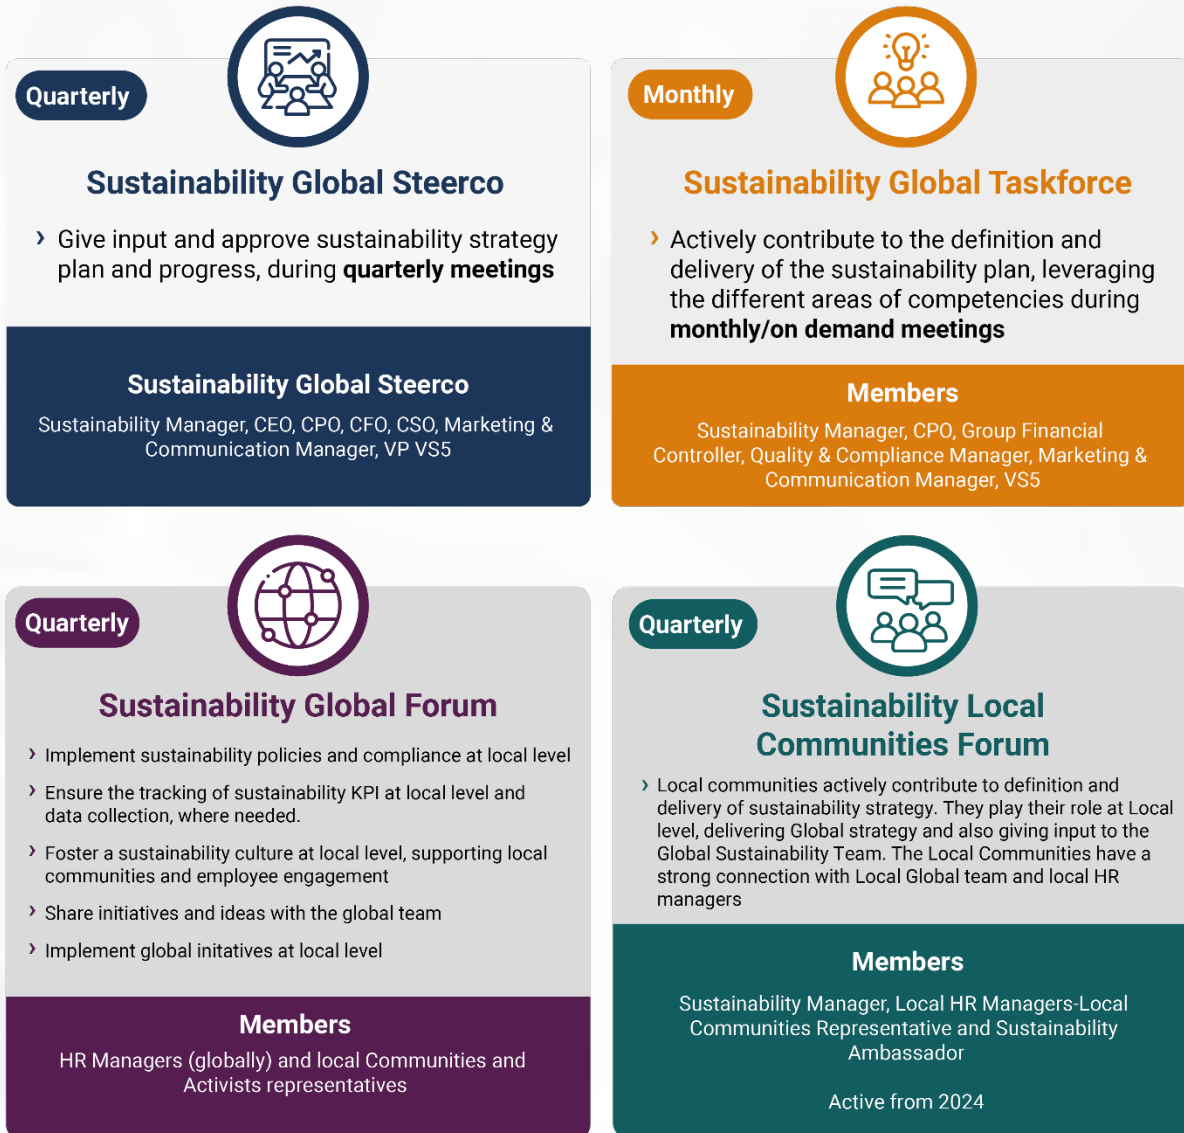 Quarterly
Sustainability Global Steerco
› Give input and approve sustainability strategy
plan and progress, during quarterly meetings
Sustainability Global Steerco
Sustainability Manager, CEO, CPO, CFO, CSO, Marketing &
Communication Manager, VP VS5
Monthly
Sustainability Global Taskforce
› Actively contribute to the definition and
delivery of the sustainability plan, leveraging
the different areas of competencies during
monthly/on demand meetings
Members
Sustainability Manager, CPO, Group Financial
Controller, Quality & Compliance Manager, Marketing &
Communication Manager, VS5
Quarterly
Sustainability Global Forum
› Implement sustainability policies and compliance at local level
› Ensure the tracking of sustainability KPI at local level and
data collection, where needed.
› Foster a sustainability culture at local level, supporting local
communities and employee engagement
› Share initiatives and ideas with the global team
› Implement global initatives at local level
Members
HR Managers (globally) and local Communities and
Activists representatives
Quarterly
Sustainability Local
Communities Forum
› Local communities actively contribute to definition and
delivery of sustainability strategy. They play their role at Local
level, delivering Global strategy and also giving input to the
Global Sustainability Team. The Local Communities have a
strong connection with Local Global team and local HR
managers
Members
Sustainability Manager, Local HR Managers-Local
Communities Representative and Sustainability
Ambassador
Active from 2024